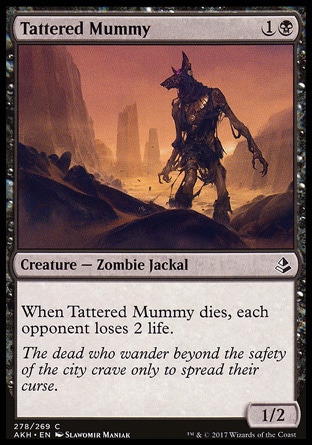 Tattered Mummy 1
Creature — Zombie Jackal
When Tattered Mummy dies, each
opponent loses 2 life.
The dead who wander beyond the safety
of the city crave only to spread their
curse.
1/2
278/269 C
AKH • EN Slawomir Maniak
™ & © 2017 Wizards of the Coast